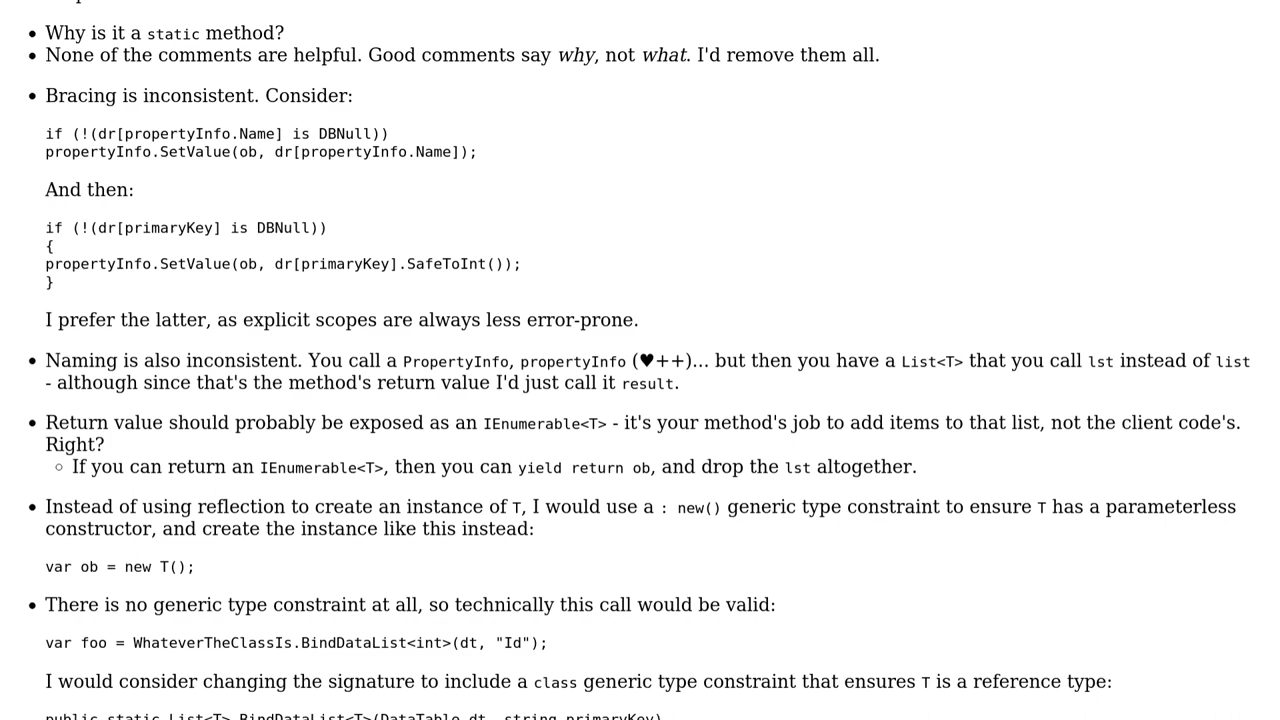 • Why is it a static method?
• None of the comments are helpful. Good comments say why, not what. I'd remove them all.
• Bracing is inconsistent. Consider:
if (!(dr[propertyInfo.Name] is DBNull))
propertyInfo.SetValue(ob, dr[propertyInfo.Name]);
And then:
if (!(dr[primaryKey] is DBNull))
{
propertyInfo.SetValue(ob, dr[primaryKey].SafeToInt());
}
I prefer the latter, as explicit scopes are always less error-prone.
• Naming is also inconsistent. You call a PropertyInfo, propertyInfo (♥++)... but then you have a List<T> that you call lst instead of list
- although since that's the method's return value I'd just call it result.
• Return value should probably be exposed as an IEnumerable<T> - it's your method's job to add items to that list, not the client code's.
Right?
◦ If you can return an IEnumerable<T>, then you can yield return ob, and drop the lst altogether.
• Instead of using reflection to create an instance of T, I would use a : new() generic type constraint to ensure T has a parameterless
constructor, and create the instance like this instead:
var ob = new T();
• There is no generic type constraint at all, so technically this call would be valid:
var foo = WhateverTheClassIs.BindDataList<int>(dt, "Id");
I would consider changing the signature to include a class generic type constraint that ensures T is a reference type:
public static List<T> BindDataList<T>(DataTable dt, string primaryKey)